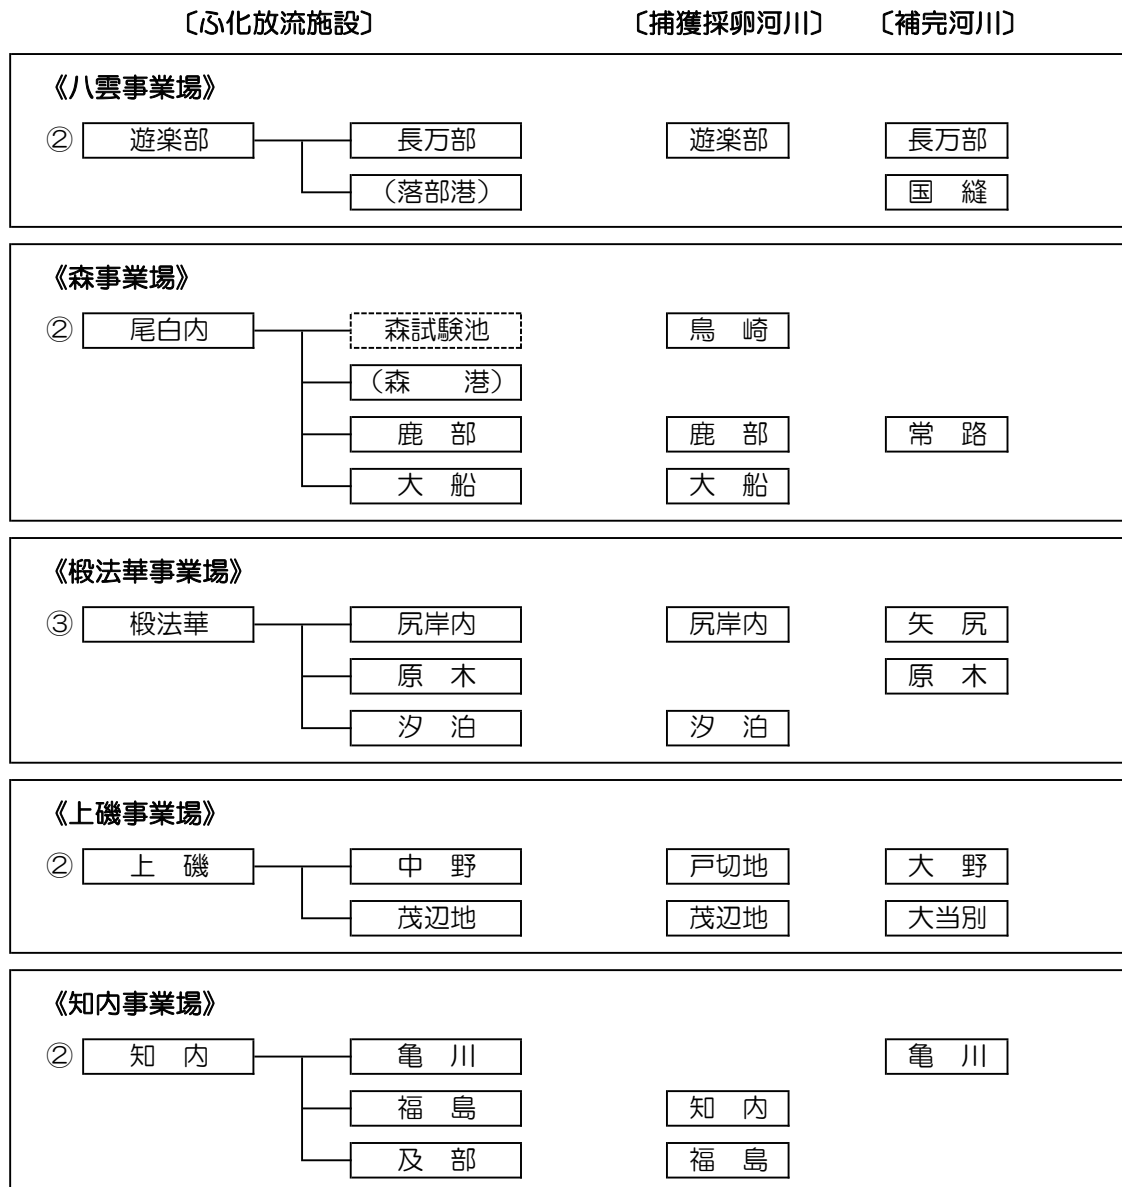 〔ふ化放流施設〕 〔捕獲採卵河川〕 〔補完河川〕
《八雲事業場》
② 遊楽部 長万部 遊楽部 長万部
（落部港） 国　縫
《森事業場》
② 尾白内 森試験池 鳥　崎
（森　　港）
鹿　部 鹿　部 常　路
大　船 大　船
《椴法華事業場》
③ 椴法華 尻岸内 尻岸内 矢　尻
原　木 原　木
汐　泊 汐　泊
《上磯事業場》
② 上　磯 中　野 戸切地 大　野
茂辺地 茂辺地 大当別
《知内事業場》
② 知　内 亀　川 亀　川
福　島 知　内
及　部 福　島